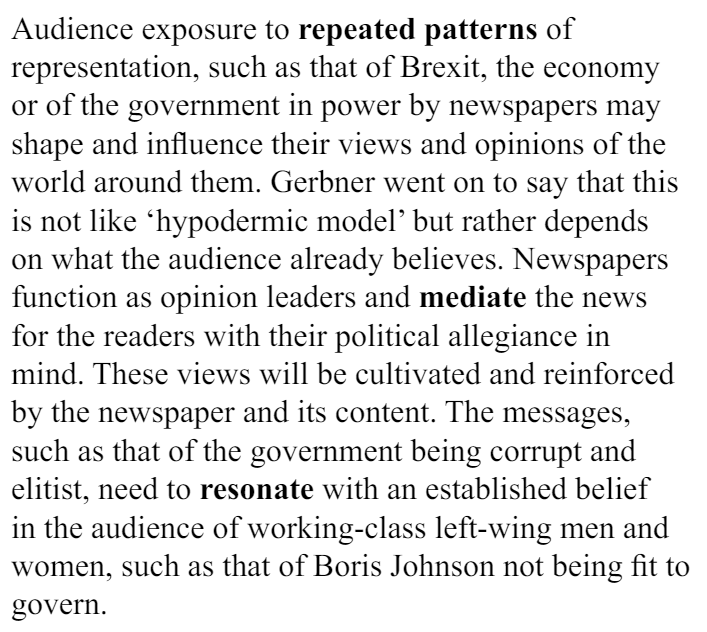 Audience exposure to repeated patterns of
representation, such as that of Brexit, the economy
or of the government in power by newspapers may
shape and influence their views and opinions of the
world around them. Gerbner went on to say that this
is not like ‘hypodermic model’ but rather depends
on what the audience already believes. Newspapers
function as opinion leaders and mediate the news
for the readers with their political allegiance in
mind. These views will be cultivated and reinforced
by the newspaper and its content. The messages,
such as that of the government being corrupt and
elitist, need to resonate with an established belief
in the audience of working-class left-wing men and
women, such as that of Boris Johnson not being fit to
govern.